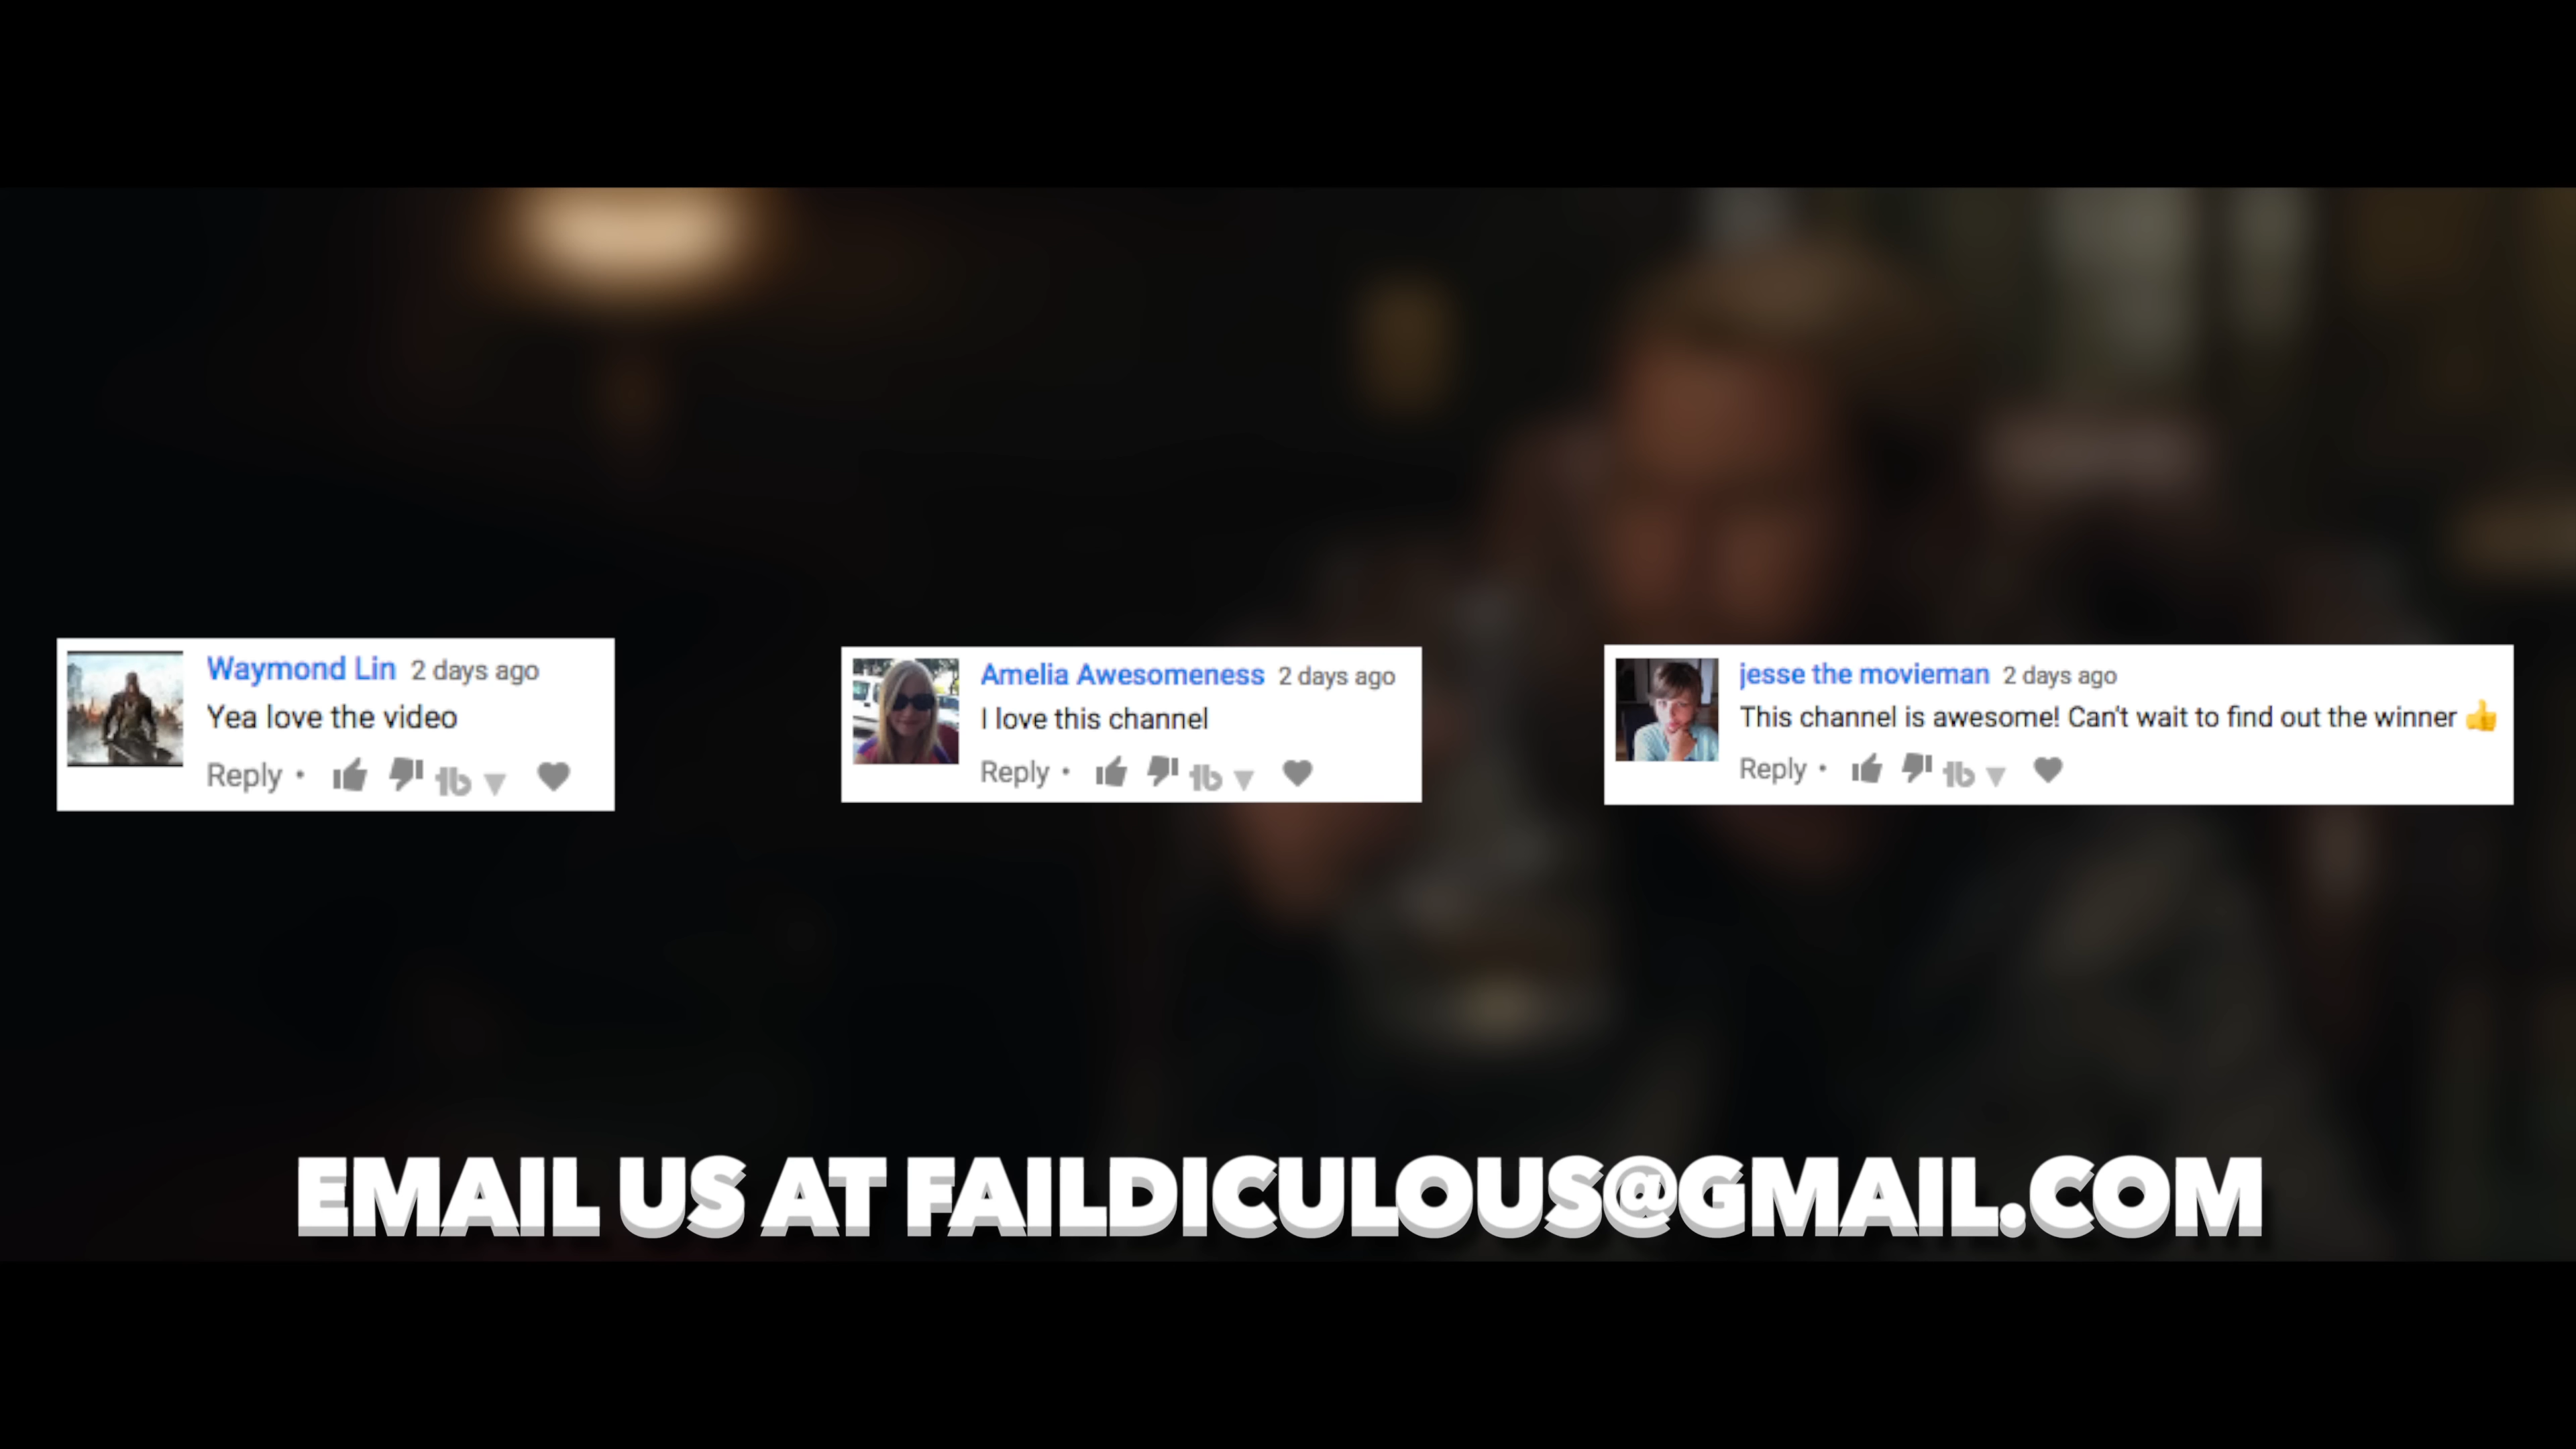 Waymond Lin 2 days ago
Yea love the video
Reply •
Amelia Awesomeness 2 days ago
I love this channel
Reply •
jesse the movieman 2 days ago
This channel is awesome! Can't wait to find out the winner 👍
Reply •
EMAIL US AT FAILDICULOUS@GMAIL.COM